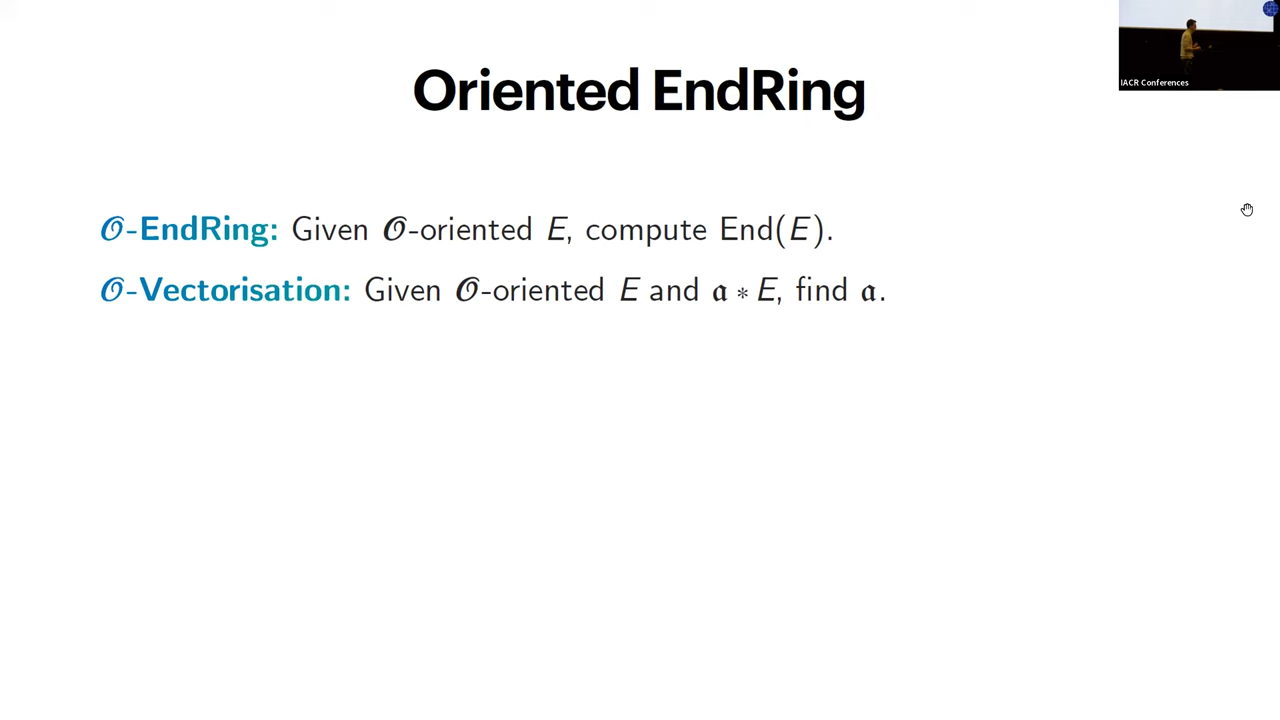 IACR Conferences
Oriented EndRing
𝒪-EndRing: Given 𝒪-oriented E, compute End(E).
𝒪-Vectorisation: Given 𝒪-oriented E and 𝔞 ∗ E, find 𝔞.